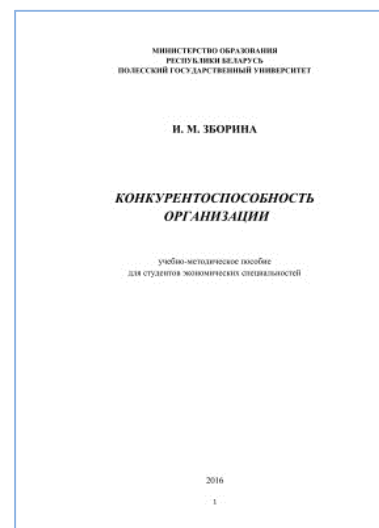 МИНИСТЕРСТВО ОБРАЗОВАНИЯ
РЕСПУБЛИКИ БЕЛАРУСЬ
ПОЛЕССКИЙ ГОСУДАРСТВЕННЫЙ УНИВЕРСИТЕТ
И. М. ЗБОРИНА
КОНКУРЕНТОСПОСОБНОСТЬ
ОРГАНИЗАЦИИ
учебно-методическое пособие
для студентов экономических специальностей
2016
1